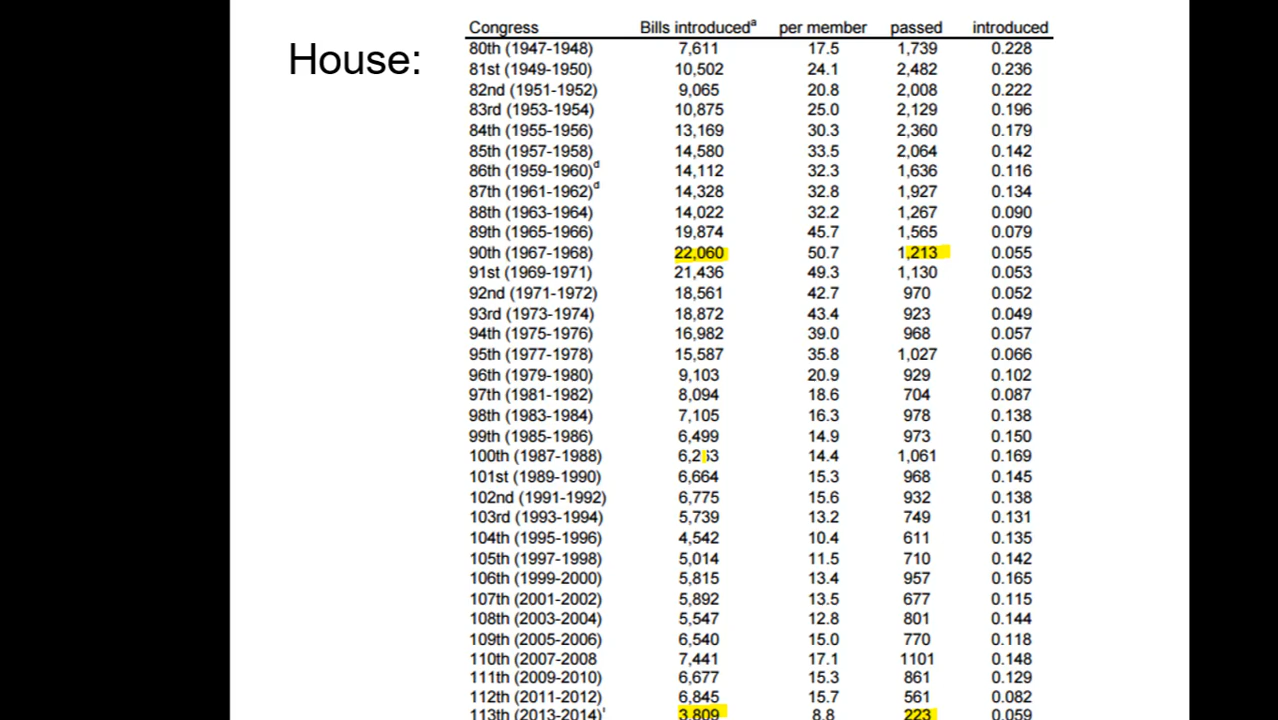 House:
Congress Bills introducedᵃ per member passed introduced
80th (1947-1948) 7,611 17.5 1,739 0.228
81st (1949-1950) 10,502 24.1 2,482 0.236
82nd (1951-1952) 9,065 20.8 2,008 0.222
83rd (1953-1954) 10,875 25.0 2,129 0.196
84th (1955-1956) 13,169 30.3 2,360 0.179
85th (1957-1958) 14,580 33.5 2,064 0.142
86th (1959-1960)ᵈ 14,112 32.3 1,636 0.116
87th (1961-1962)ᵈ 14,328 32.8 1,927 0.134
88th (1963-1964) 14,022 32.2 1,267 0.090
89th (1965-1966) 19,874 45.7 1,565 0.079
90th (1967-1968) 22,060 50.7 1,213 0.055
91st (1969-1971) 21,436 49.3 1,130 0.053
92nd (1971-1972) 18,561 42.7 970 0.052
93rd (1973-1974) 18,872 43.4 923 0.049
94th (1975-1976) 16,982 39.0 968 0.057
95th (1977-1978) 15,587 35.8 1,027 0.066
96th (1979-1980) 9,103 20.9 929 0.102
97th (1981-1982) 8,094 18.6 704 0.087
98th (1983-1984) 7,105 16.3 978 0.138
99th (1985-1986) 6,499 14.9 973 0.150
100th (1987-1988) 14.4 1,061 0.169
101st (1989-1990) 6,664 15.3 968 0.145
102nd (1991-1992) 6,775 15.6 932 0.138
103rd (1993-1994) 5,739 13.2 749 0.131
104th (1995-1996) 4,542 10.4 611 0.135
105th (1997-1998) 5,014 11.5 710 0.142
106th (1999-2000) 5,815 13.4 957 0.165
107th (2001-2002) 5,892 13.5 677 0.115
108th (2003-2004) 5,547 12.8 801 0.144
109th (2005-2006) 6,540 15.0 770 0.118
110th (2007-2008 7,441 17.1 1101 0.148
111th (2009-2010) 6,677 15.3 861 0.129
112th (2011-2012) 6,845 15.7 561 0.082
113th (2013-2014) 3,809 8.8 223 0.059